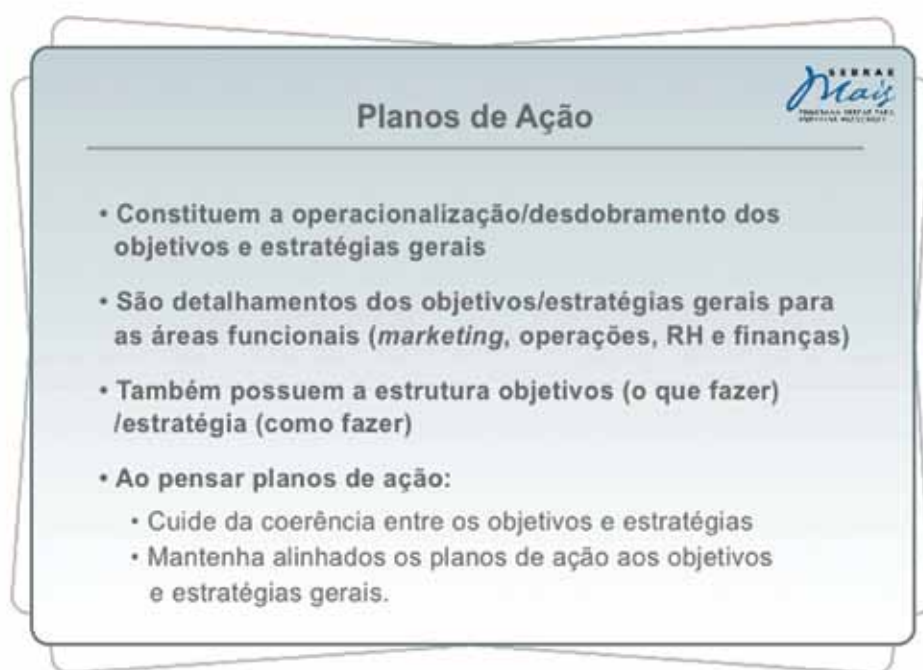 SEBRAE
Mais
Planos de Ação
• Constituem a operacionalização/desdobramento dos
objetivos e estratégias gerais
• São detalhamentos dos objetivos/estratégias gerais para
as áreas funcionais (marketing, operações, RH e finanças)
• Também possuem a estrutura objetivos (o que fazer)
/estratégia (como fazer)
• Ao pensar planos de ação:
• Cuide da coerência entre os objetivos e estratégias
• Mantenha alinhados os planos de ação aos objetivos
e estratégias gerais.